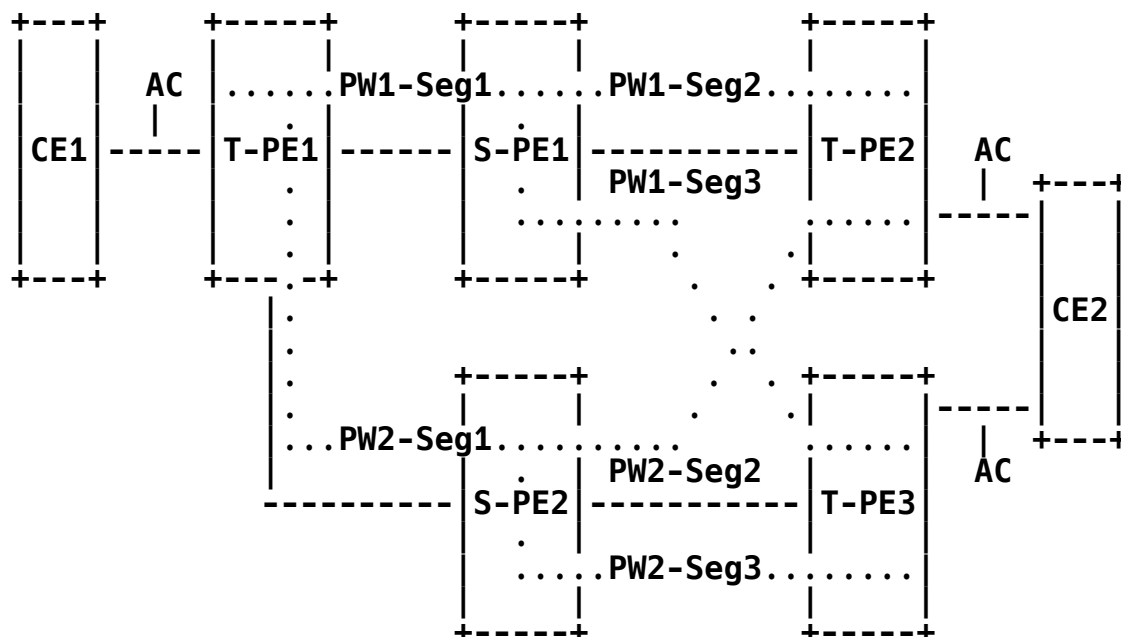 AC
PW1-Seg1 PW1-Seg2
CE1 T-PE1 S-PE1 T-PE2 AC
PW1-Seg3
CE2
PW2-Seg1
PW2-Seg2 AC
S-PE2 T-PE3
PW2-Seg3